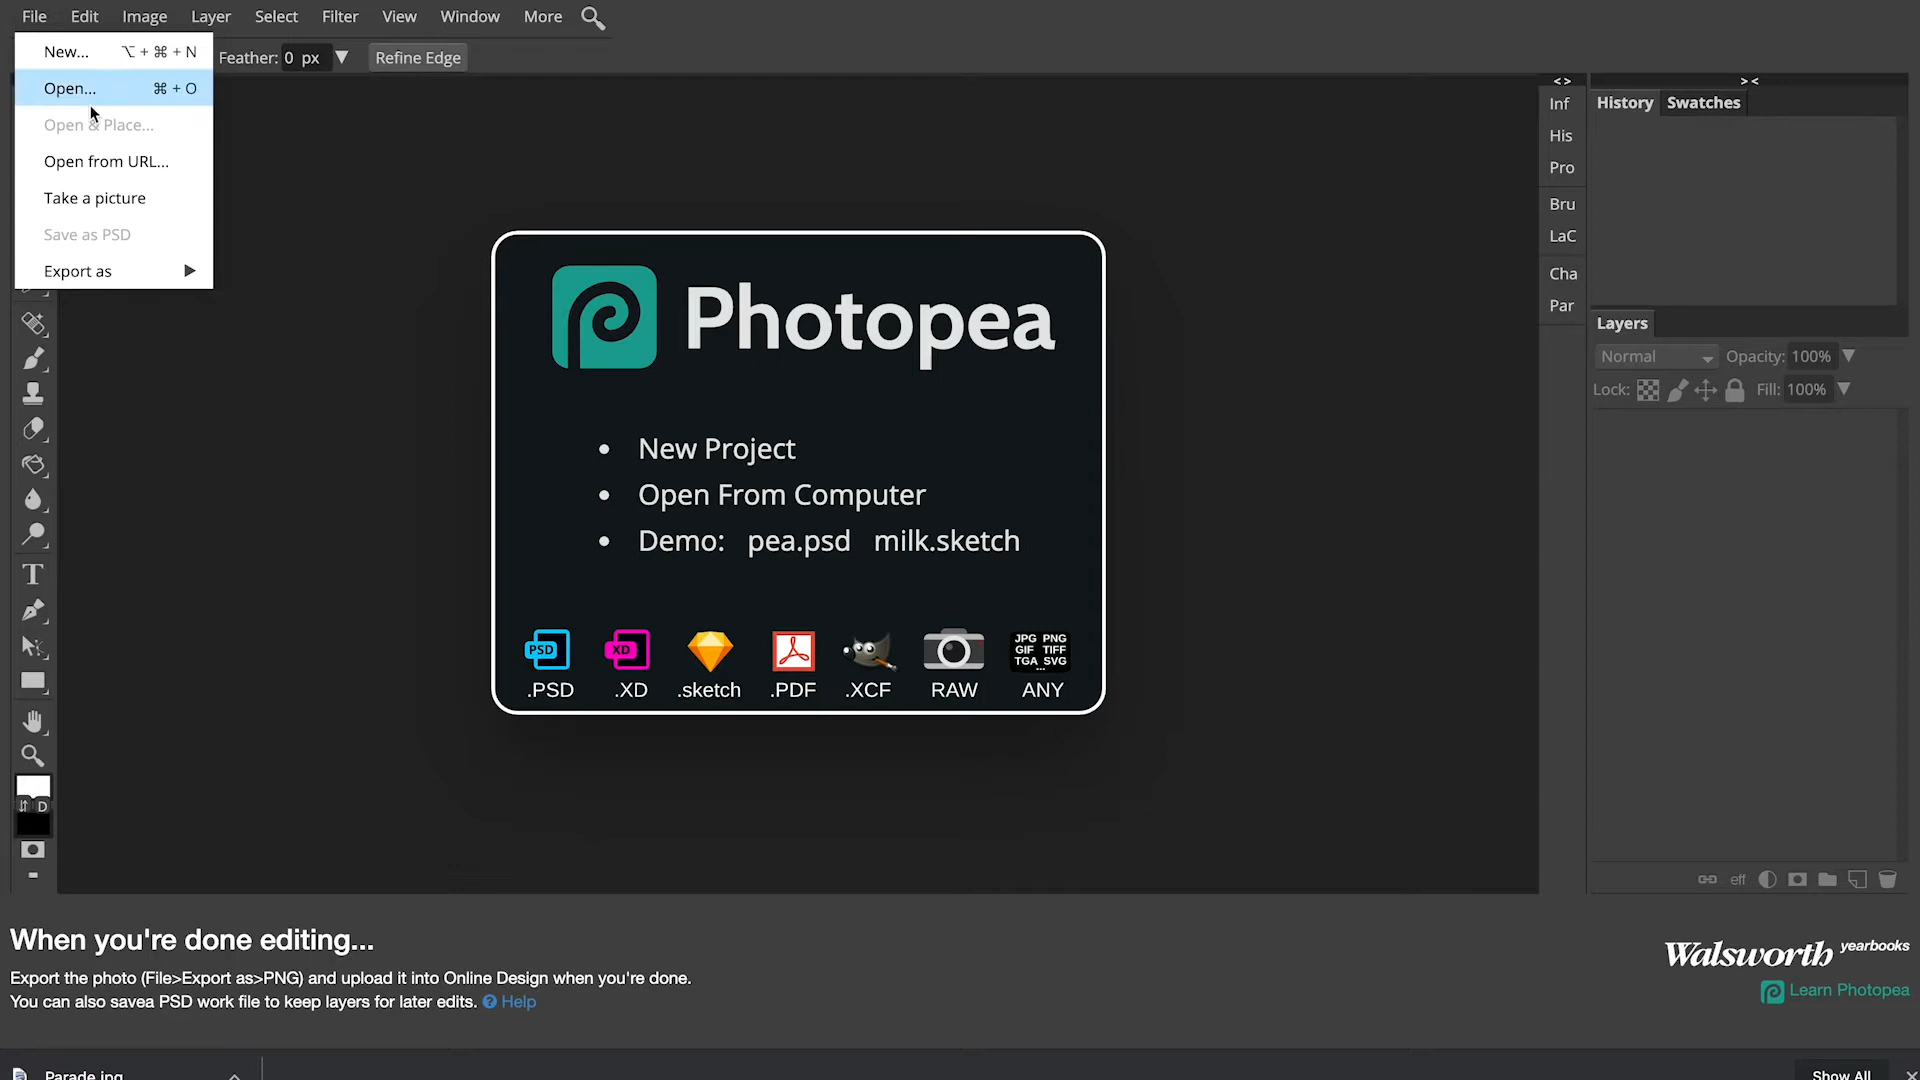 File Edit Image Layer Select Filter View Window More
New... ⌥ + ⌘ + N
Open... ⌘ + O
Open & Place...
Open from URL...
Take a picture
Save as PSD
Export as
Feather: 0 px Refine Edge
Photopea
New Project
Open From Computer
Demo: pea.psd milk.sketch
PSD
XD
JPG PNG
GIF TIFF
TGA SVG
...
.PSD .XD .sketch .PDF .XCF RAW ANY
T
D
< >
Inf
His
Pro
Bru
LaC
Cha
Par
> <
History Swatches
Layers
Normal Opacity: 100%
Lock: Fill: 100%
eff
When you're done editing...
Export the photo (File>Export as>PNG) and upload it into Online Design when you're done.
You can also savea PSD work file to keep layers for later edits. ? Help
Walsworth yearbooks
Learn Photopea
Parade.jpg
Show All